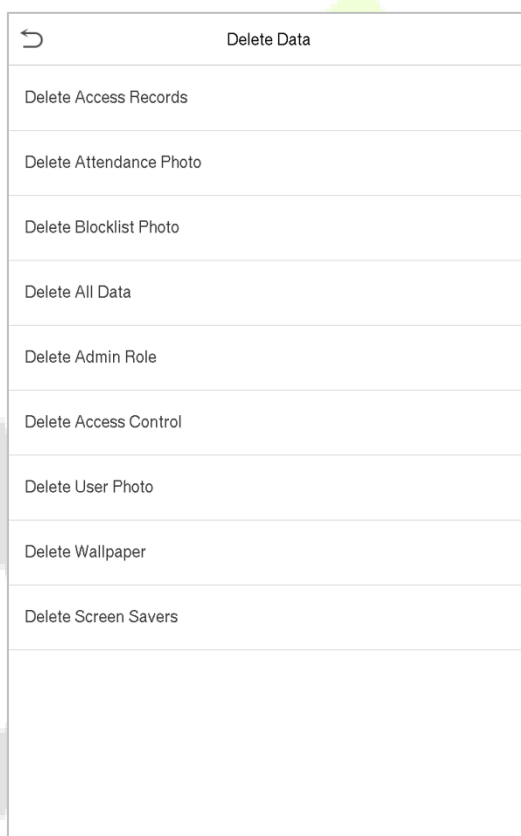 Delete Data
Delete Access Records
Delete Attendance Photo
Delete Blocklist Photo
Delete All Data
Delete Admin Role
Delete Access Control
Delete User Photo
Delete Wallpaper
Delete Screen Savers